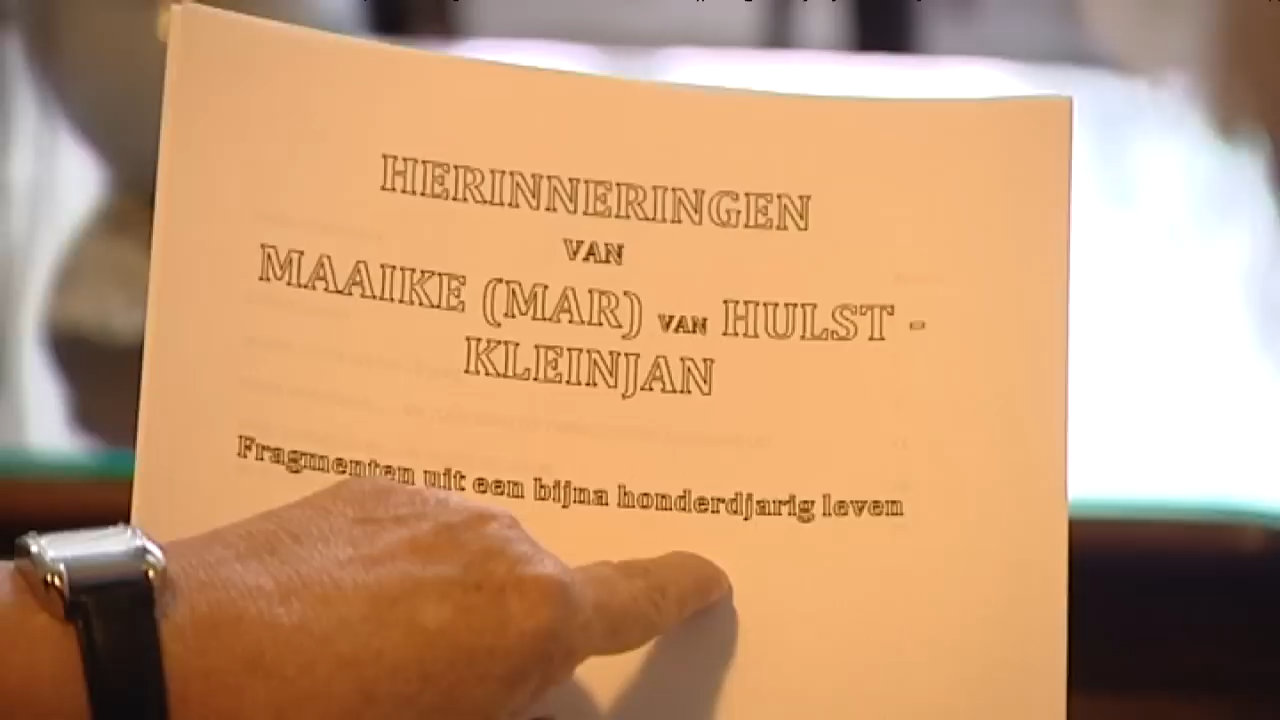 HERINNERINGEN
VAN
MAAIKE (MAR) VAN HULST -
KLEINJAN
Fragmenten uit een bijna honderdjarig leven